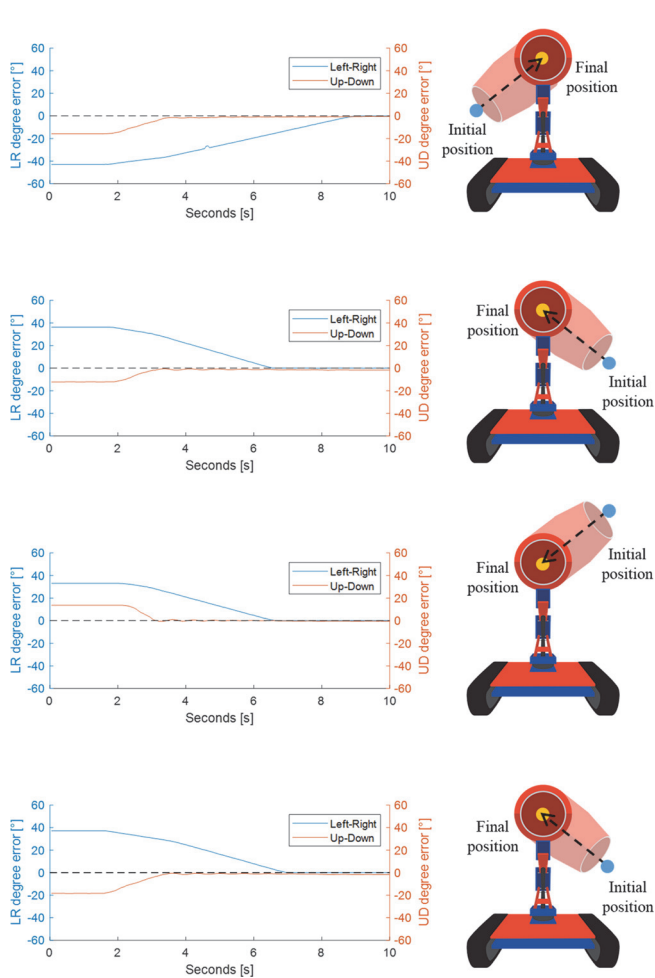 60
40
20
0
-20
-40
-60
LR degree error [°]
Left-Right
Up-Down
60
40
20
0
-20
-40
-60
UD degree error [°]
0
2
4
6
8
10
Seconds [s]
Final
position
Initial
position
60
40
20
0
-20
-40
-60
LR degree error [°]
Left-Right
Up-Down
60
40
20
0
-20
-40
-60
UD degree error [°]
0
2
4
6
8
10
Seconds [s]
Final
position
Initial
position
60
40
20
0
-20
-40
-60
LR degree error [°]
Left-Right
Up-Down
60
40
20
0
-20
-40
-60
UD degree error [°]
0
2
4
6
8
10
Seconds [s]
Final
position
Initial
position
60
40
20
0
-20
-40
-60
LR degree error [°]
Left-Right
Up-Down
60
40
20
0
-20
-40
-60
UD degree error [°]
0
2
4
6
8
10
Seconds [s]
Final
position
Initial
position